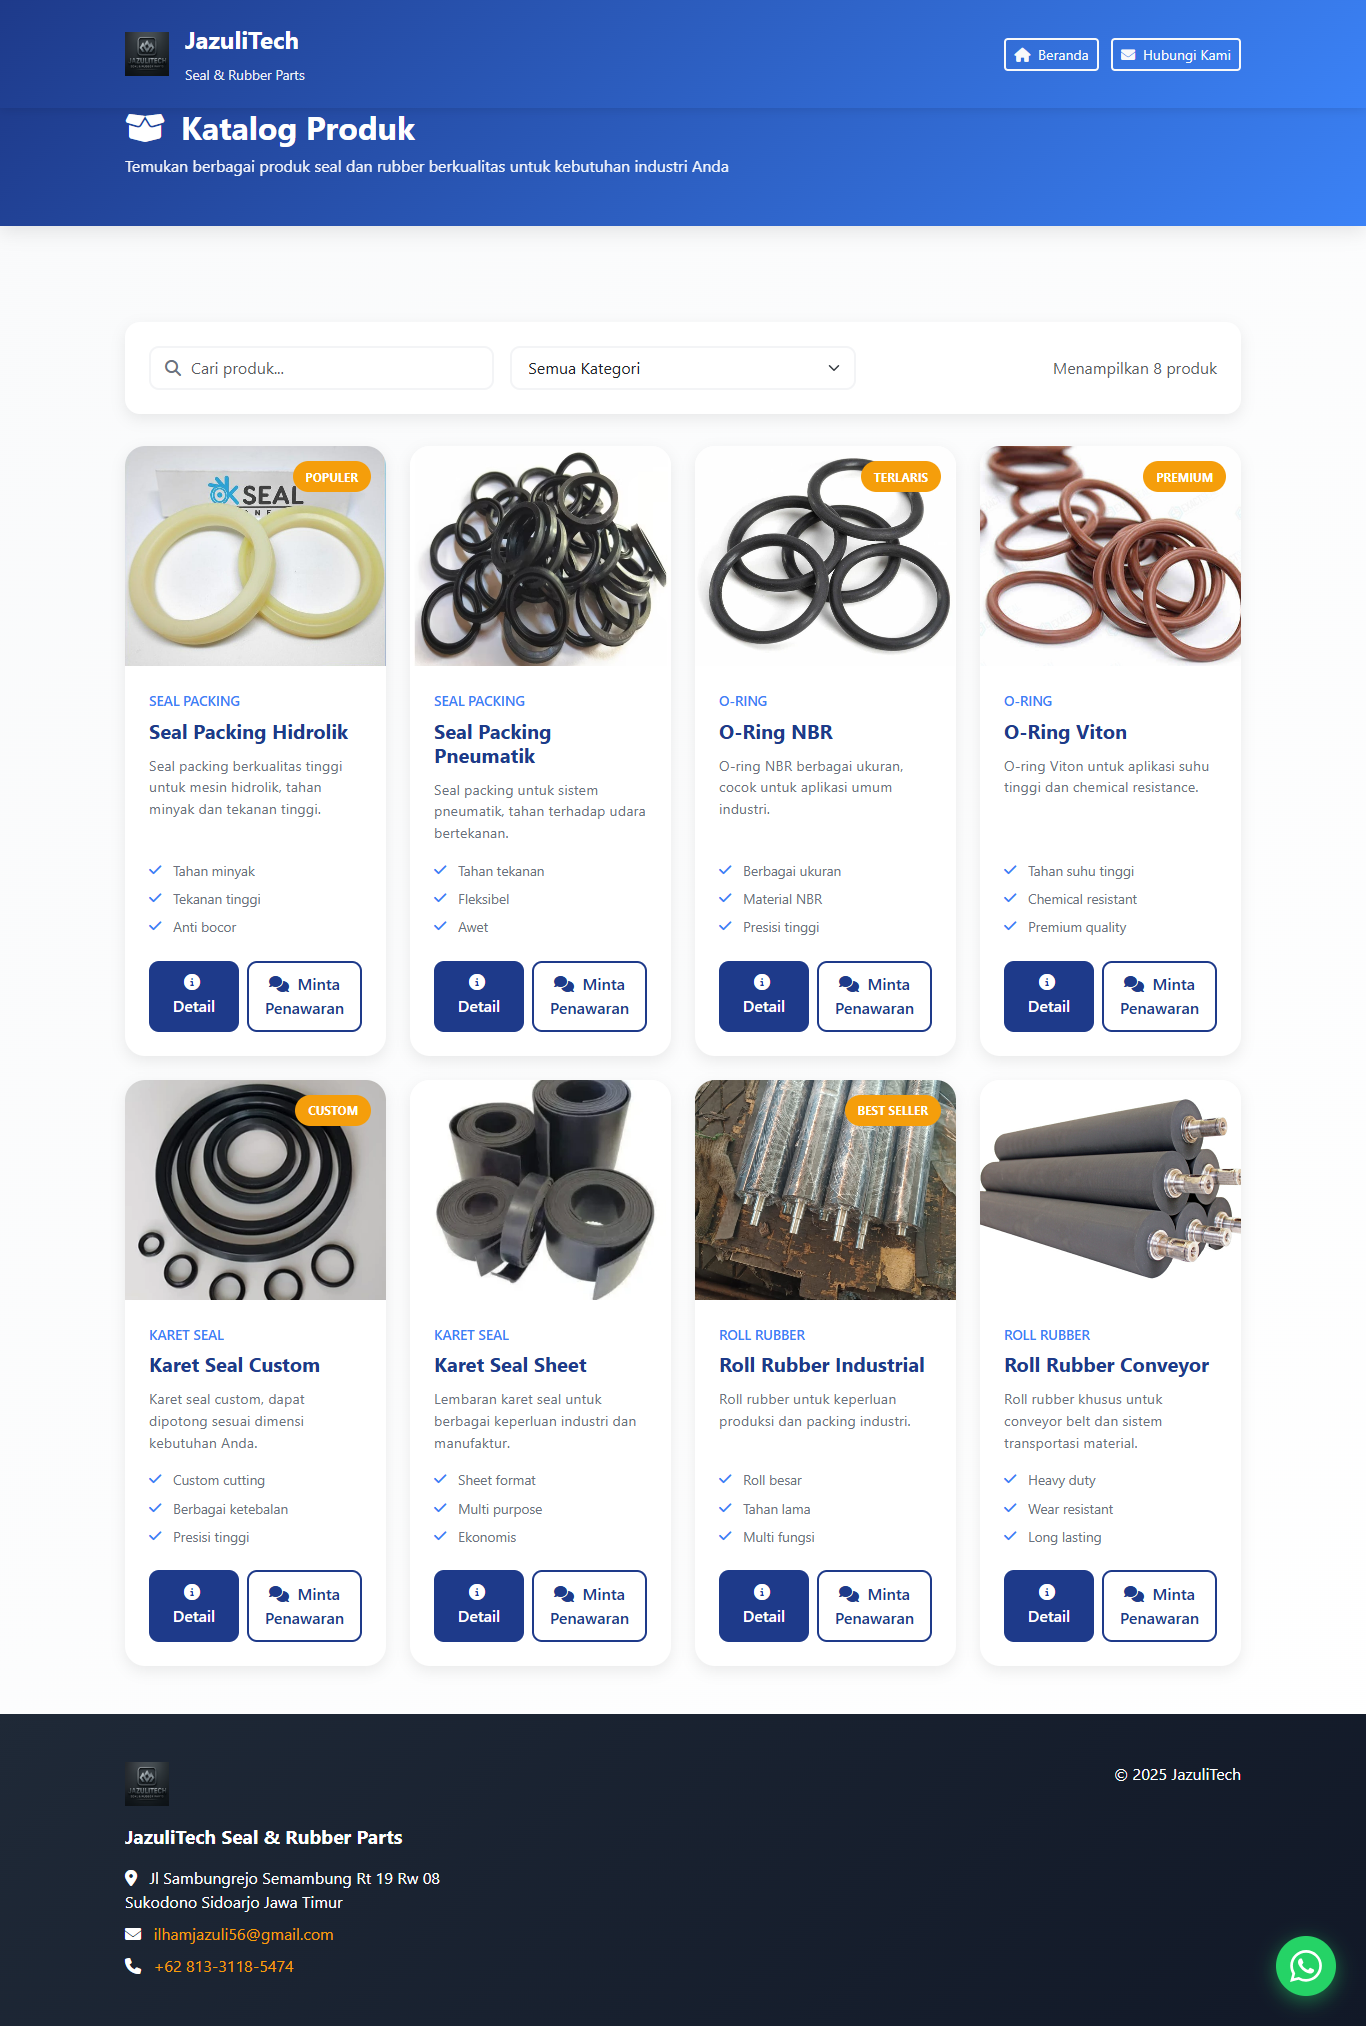 JazuliTech
Seal & Rubber Parts
Beranda
Hubungi Kami
Katalog Produk
Temukan berbagai produk seal dan rubber berkualitas untuk kebutuhan industri Anda
Cari produk...
Semua Kategori
Menampilkan 8 produk
POPULER
OK SEAL
TERLARIS
PREMIUM
SEAL PACKING
Seal Packing Hidrolik
Seal packing berkualitas tinggi
untuk mesin hidrolik, tahan
minyak dan tekanan tinggi.
Tahan minyak
Tekanan tinggi
Anti bocor
Detail
Minta
Penawaran
SEAL PACKING
Seal Packing
Pneumatik
Seal packing untuk sistem
pneumatik, tahan terhadap udara
bertekanan.
Tahan tekanan
Fleksibel
Awet
Detail
Minta
Penawaran
O-RING
O-Ring NBR
O-ring NBR berbagai ukuran,
cocok untuk aplikasi umum
industri.
Berbagai ukuran
Material NBR
Presisi tinggi
Detail
Minta
Penawaran
O-RING
O-Ring Viton
O-ring Viton untuk aplikasi suhu
tinggi dan chemical resistance.
Tahan suhu tinggi
Chemical resistant
Premium quality
Detail
Minta
Penawaran
CUSTOM
BEST SELLER
KARET SEAL
Karet Seal Custom
Karet seal custom, dapat
dipotong sesuai dimensi
kebutuhan Anda.
Custom cutting
Berbagai ketebalan
Presisi tinggi
Detail
Minta
Penawaran
KARET SEAL
Karet Seal Sheet
Lembaran karet seal untuk
berbagai keperluan industri dan
manufaktur.
Sheet format
Multi purpose
Ekonomis
Detail
Minta
Penawaran
ROLL RUBBER
Roll Rubber Industrial
Roll rubber untuk keperluan
produksi dan packing industri.
Roll besar
Tahan lama
Multi fungsi
Detail
Minta
Penawaran
ROLL RUBBER
Roll Rubber Conveyor
Roll rubber khusus untuk
conveyor belt dan sistem
transportasi material.
Heavy duty
Wear resistant
Long lasting
Detail
Minta
Penawaran
JAZULITECH
JazuliTech Seal & Rubber Parts
Jl Sambungrejo Semambung Rt 19 Rw 08
Sukodono Sidoarjo Jawa Timur
ilhamjazuli56@gmail.com
+62 813-3118-5474
© 2025 JazuliTech